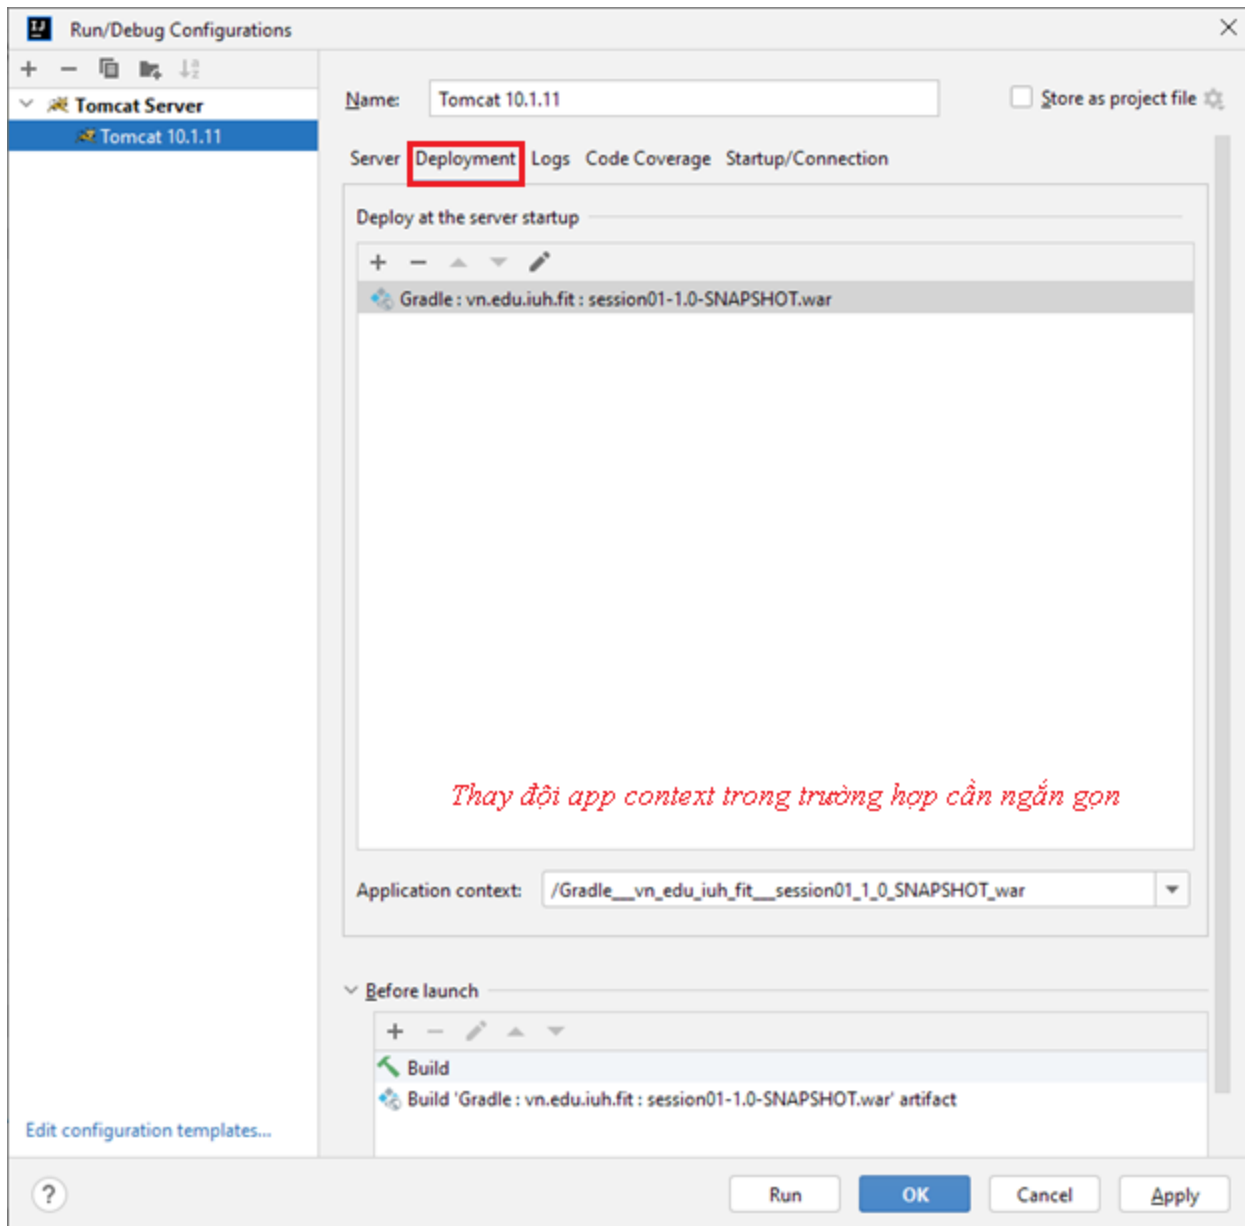 Run/Debug Configurations
Tomcat Server
Tomcat 10.1.11
Name: Tomcat 10.1.11
Store as project file
Server Deployment Logs Code Coverage Startup/Connection
Deploy at the server startup
Gradle : vn.edu.iuh.fit : session01-1.0-SNAPSHOT.war
Thay đội app context trong trường hợp cần ngắn gọn
Application context: /Gradle___vn_edu_iuh_fit___session01_1_0_SNAPSHOT_war
Before launch
Build
Build 'Gradle : vn.edu.iuh.fit : session01-1.0-SNAPSHOT.war' artifact
Edit configuration templates...
? Run OK Cancel Apply